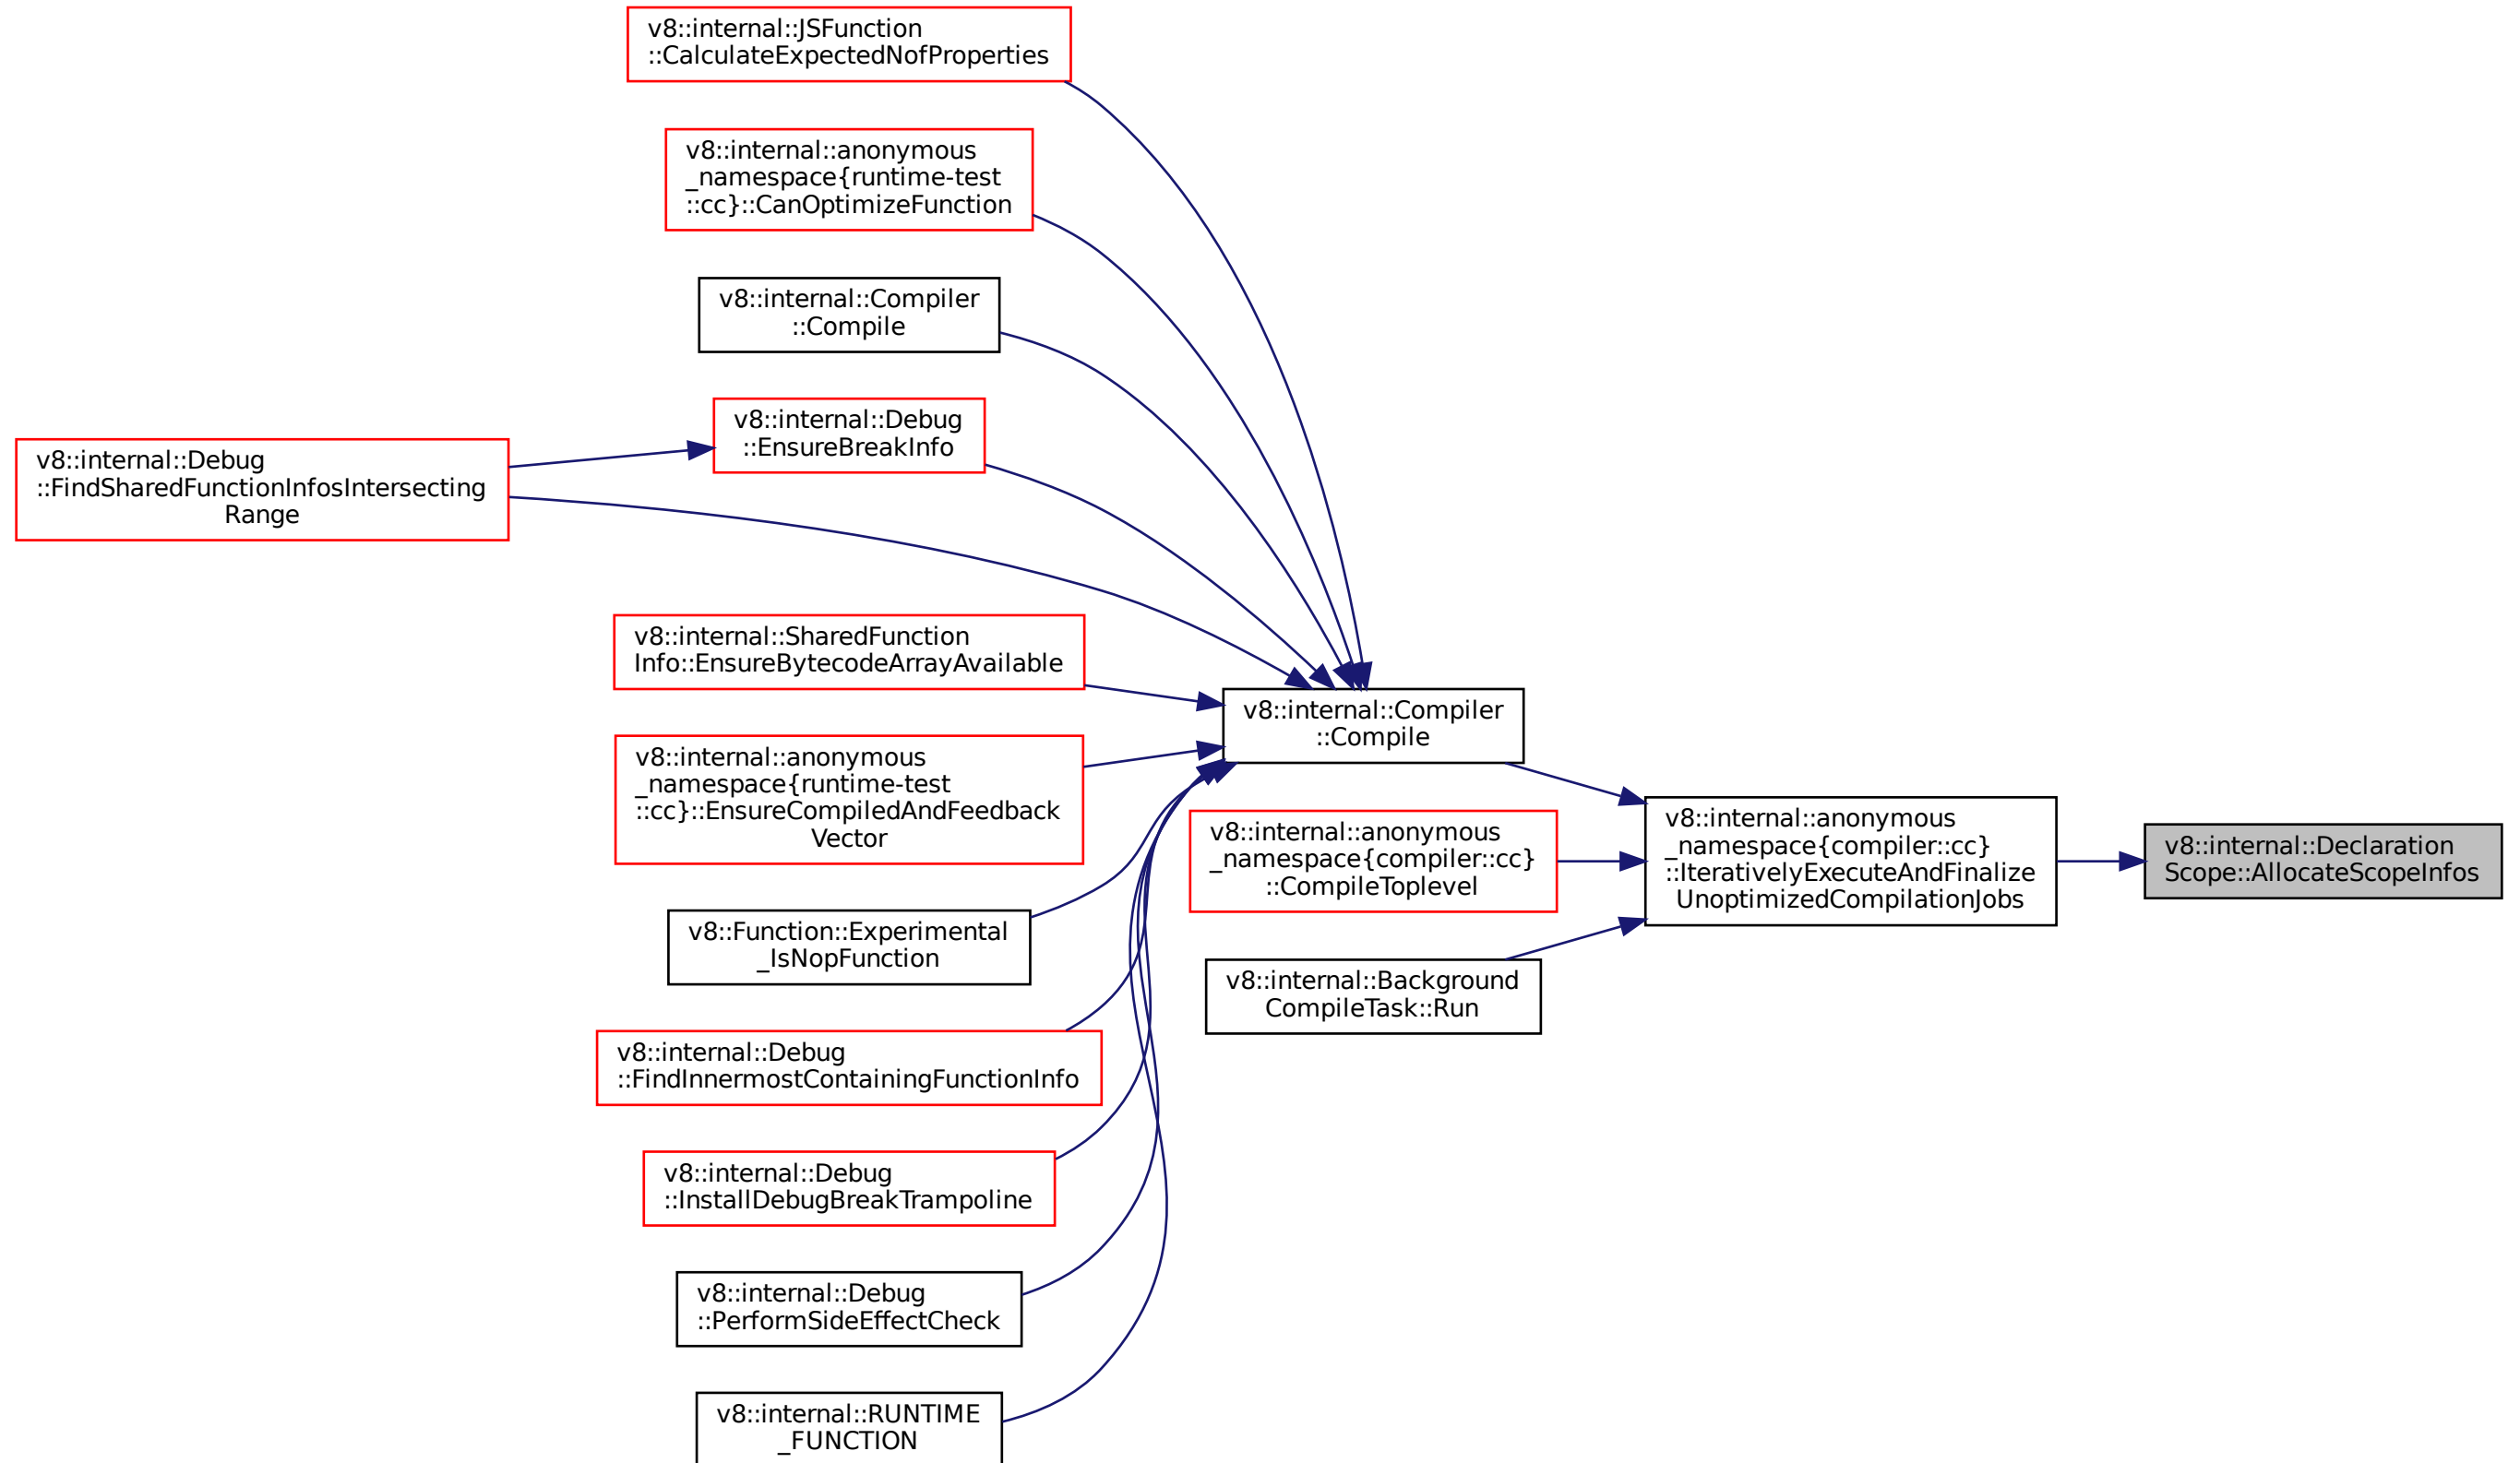 v8::internal::JSFunction
::CalculateExpectedNofProperties
v8::internal::anonymous
_namespace{runtime-test
::cc}::CanOptimizeFunction
v8::internal::Compiler
::Compile
v8::internal::Debug
::EnsureBreakInfo
v8::internal::Debug
::FindSharedFunctionInfosIntersecting
Range
v8::internal::SharedFunction
Info::EnsureBytecodeArrayAvailable
v8::internal::Compiler
::Compile
v8::internal::anonymous
_namespace{runtime-test
::cc}::EnsureCompiledAndFeedback
Vector
v8::internal::anonymous
_namespace{compiler::cc}
::CompileToplevel
v8::internal::anonymous
_namespace{compiler::cc}
::IterativelyExecuteAndFinalize
UnoptimizedCompilationJobs
v8::internal::Declaration
Scope::AllocateScopeInfos
v8::Function::Experimental
_IsNopFunction
v8::internal::Background
CompileTask::Run
v8::internal::Debug
::FindInnermostContainingFunctionInfo
v8::internal::Debug
::InstallDebugBreakTrampoline
v8::internal::Debug
::PerformSideEffectCheck
v8::internal::RUNTIME
_FUNCTION